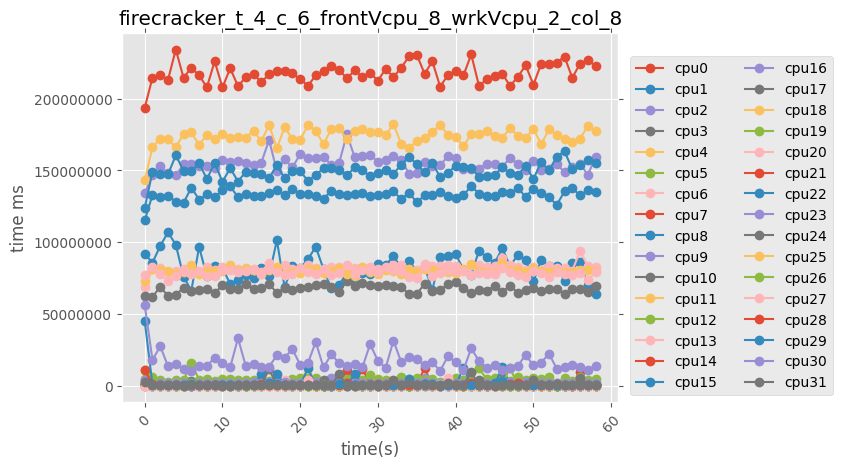 firecracker_t_4_c_6_frontVcpu_8_wrkVcpu_2_col_8
time ms
200000000
150000000
100000000
50000000
0
0
10
20
30
40
50
60
time(s)
cpu0
cpu1
cpu2
cpu3
cpu4
cpu5
cpu6
cpu7
cpu8
cpu9
cpu10
cpu11
cpu12
cpu13
cpu14
cpu15
cpu16
cpu17
cpu18
cpu19
cpu20
cpu21
cpu22
cpu23
cpu24
cpu25
cpu26
cpu27
cpu28
cpu29
cpu30
cpu31